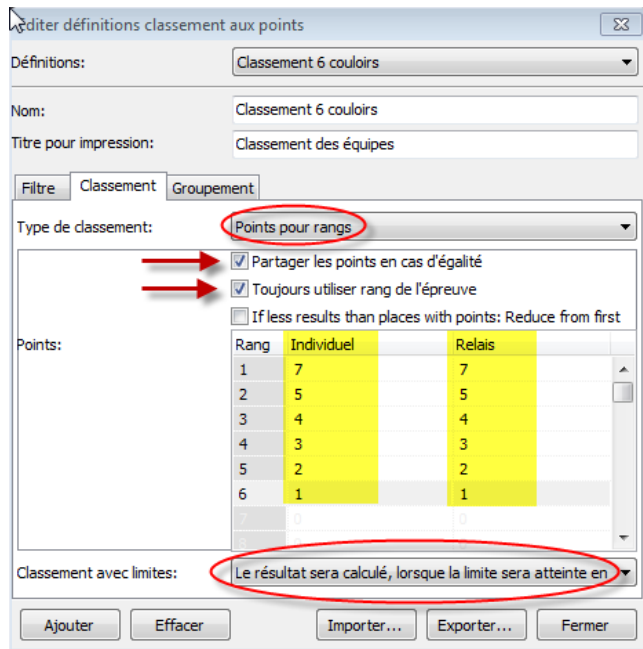 Éditer définitions classement aux points
Définitions: Classement 6 couloirs
Nom: Classement 6 couloirs
Titre pour impression: Classement des équipes
Filtre Classement Groupement
Type de classement: Points pour rangs
Partager les points en cas d'égalité
Toujours utiliser rang de l'épreuve
If less results than places with points: Reduce from first
Points: Rang Individuel Relais
1 7 7
2 5 5
3 4 4
4 3 3
5 2 2
6 1 1
7 0 0
8 0 0
Classement avec limites: Le résultat sera calculé, lorsque la limite sera atteinte en
Ajouter Effacer Importer... Exporter... Fermer